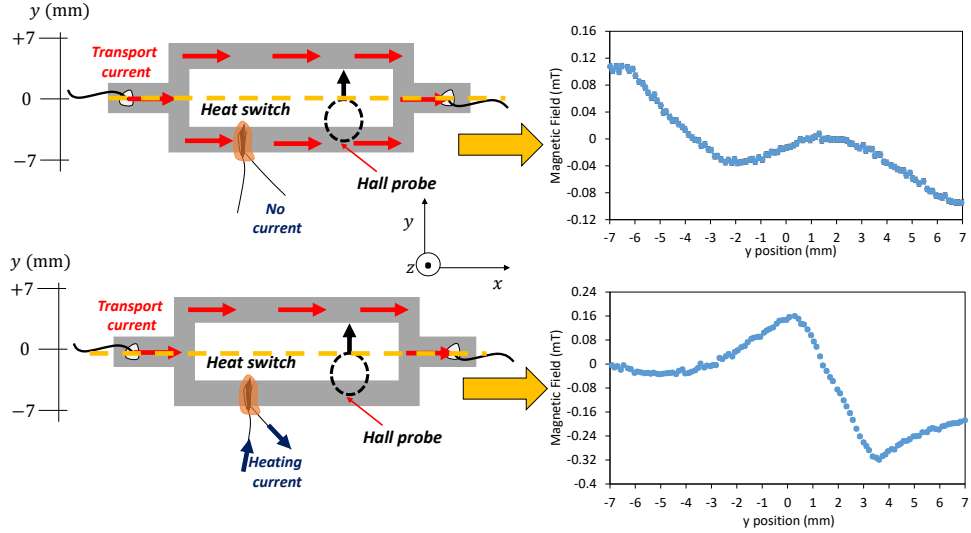 y (mm)
+7
0
−7
Transport
current
Heat switch
Hall probe
No
current
y
z
x
Magnetic Field (mT)
0.16
0.12
0.08
0.04
0
-0.04
-0.08
-0.12
-7 -6 -5 -4 -3 -2 -1 0 1 2 3 4 5 6 7
y position (mm)
y (mm)
+7
0
−7
Transport
current
Heat switch
Hall probe
Heating
current
Magnetic Field (mT)
0.24
0.16
0.08
0
-0.08
-0.16
-0.24
-0.32
-0.4
-7 -6 -5 -4 -3 -2 -1 0 1 2 3 4 5 6 7
y position (mm)